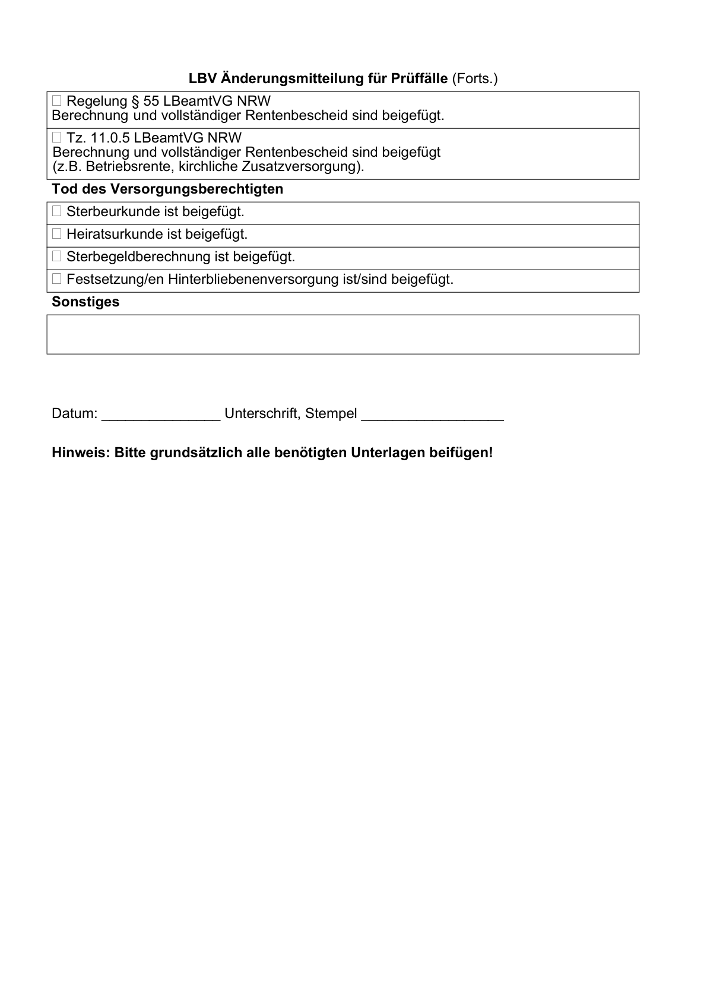 LBV Änderungsmitteilung für Prüffälle (Forts.)
☐ Regelung § 55 LBeamtVG NRW
Berechnung und vollständiger Rentenbescheid sind beigefügt.
☐ Tz. 11.0.5 LBeamtVG NRW
Berechnung und vollständiger Rentenbescheid sind beigefügt
(z.B. Betriebsrente, kirchliche Zusatzversorgung).
Tod des Versorgungsberechtigten
☐ Sterbeurkunde ist beigefügt.
☐ Heiratsurkunde ist beigefügt.
☐ Sterbegeldberechnung ist beigefügt.
☐ Festsetzung/en Hinterbliebenenversorgung ist/sind beigefügt.
Sonstiges
Datum: _______________ Unterschrift, Stempel __________________
Hinweis: Bitte grundsätzlich alle benötigten Unterlagen beifügen!